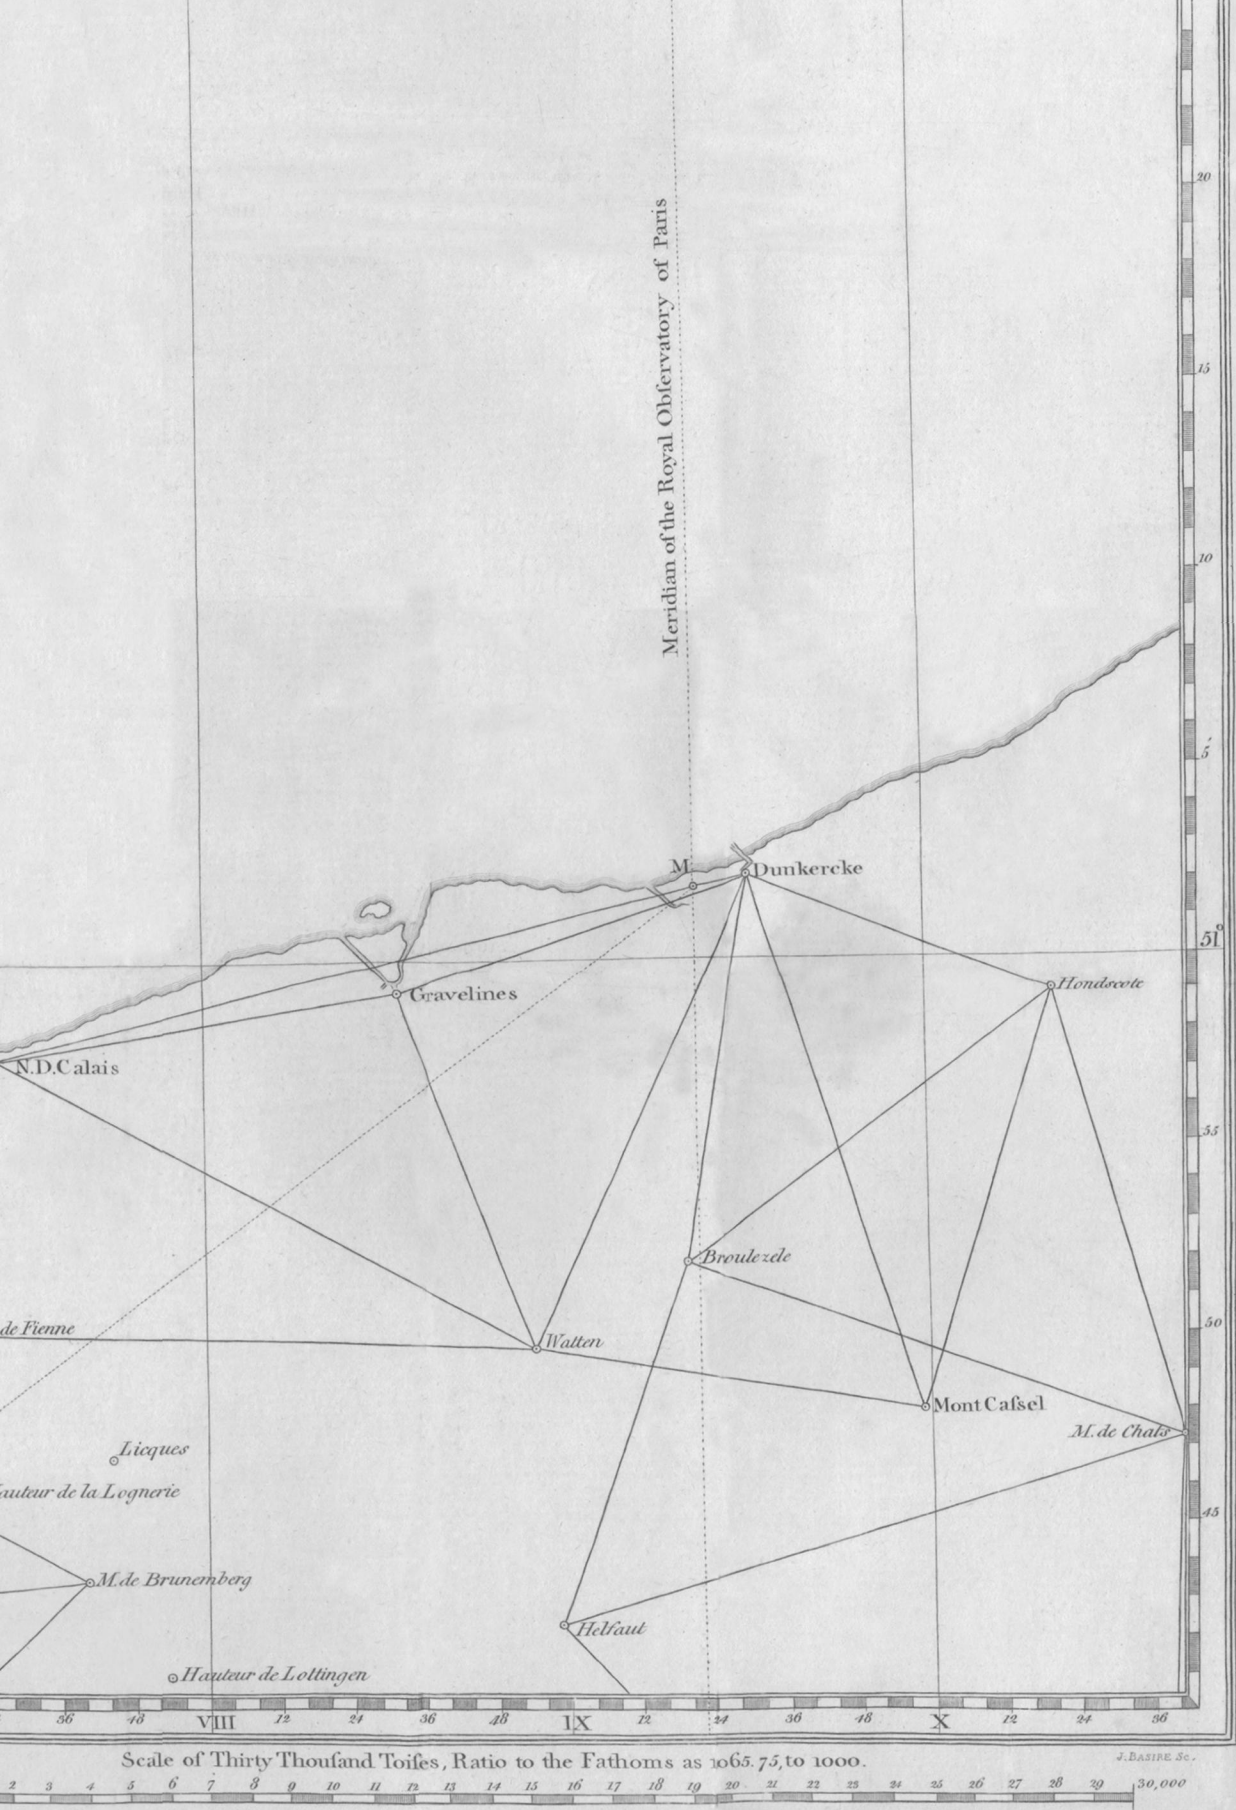 20
15
Meridian of the Royal Obſervatory of Paris
10
5'
M
Dunkercke
51°
Hondscote
Gravelines
N.D.Calais
55
Broulezele
50
de Fienne
Watten
Mont Caſsel
M. de Chals
Licques
auteur de la Lognerie
45
M. de Brunemberg
Helfaut
Hauteur de Lottingen
36 48 VIII 12 24 36 48 IX 12 24 36 48 X 12 24 36
Scale of Thirty Thouſand Toiſes, Ratio to the Fathoms as 1065.75, to 1000.
J. BASIRE Sc.
2 3 4 5 6 7 8 9 10 11 12 13 14 15 16 17 18 19 20 21 22 23 24 25 26 27 28 29 30,000